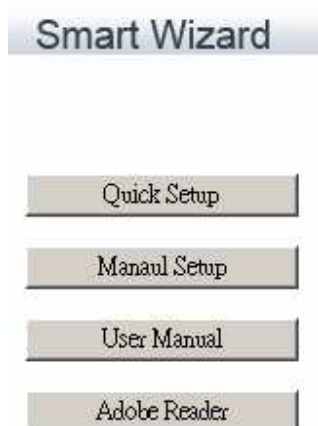 Smart Wizard
Quick Setup
Manaul Setup
User Manual
Adobe Reader